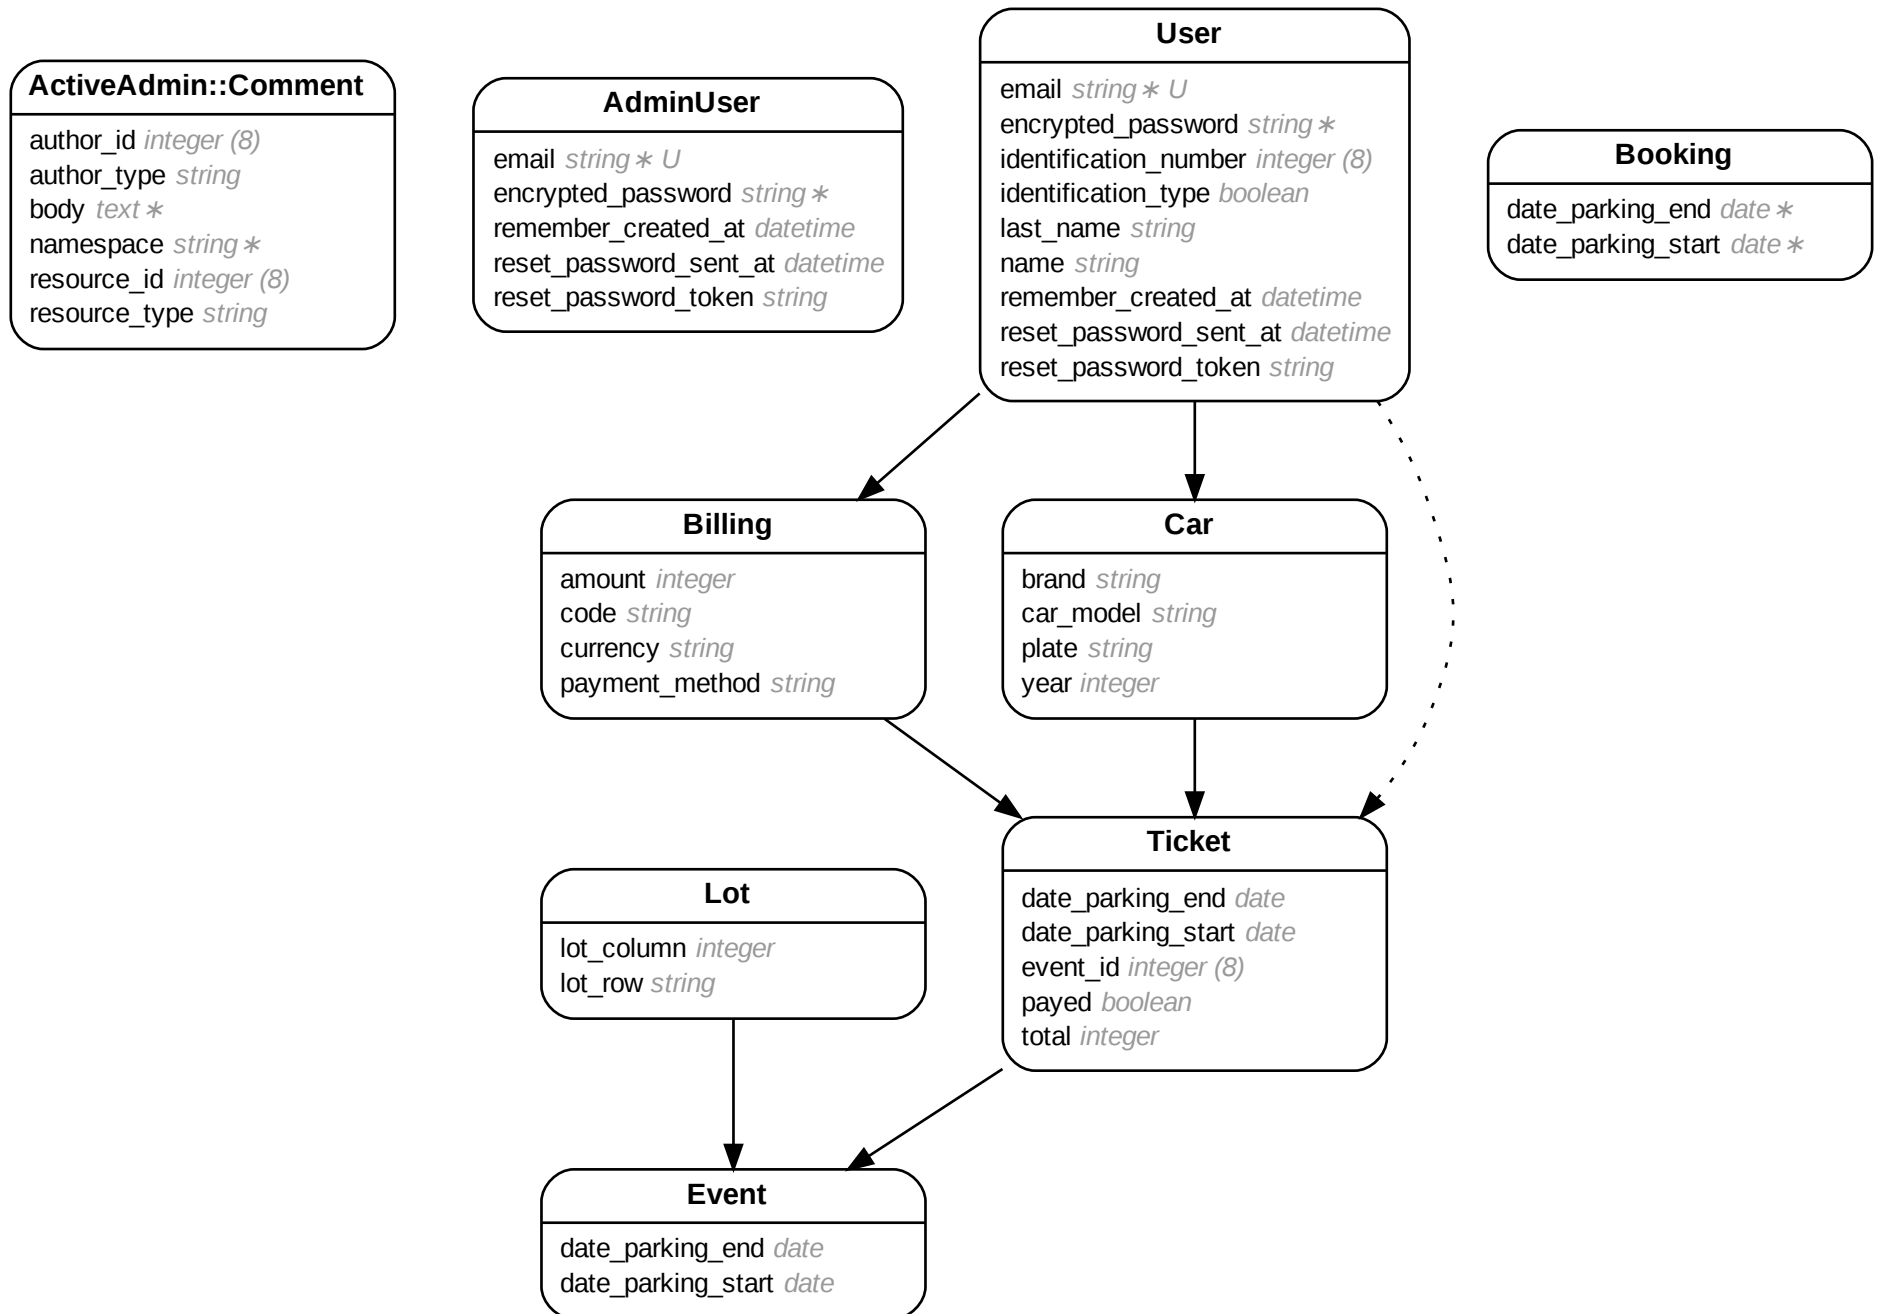 ActiveAdmin::Comment
author_id integer (8)
author_type string
body text ∗
namespace string ∗
resource_id integer (8)
resource_type string
AdminUser
email string ∗ U
encrypted_password string ∗
remember_created_at datetime
reset_password_sent_at datetime
reset_password_token string
User
email string ∗ U
encrypted_password string ∗
identification_number integer (8)
identification_type boolean
last_name string
name string
remember_created_at datetime
reset_password_sent_at datetime
reset_password_token string
Booking
date_parking_end date ∗
date_parking_start date ∗
Billing
amount integer
code string
currency string
payment_method string
Car
brand string
car_model string
plate string
year integer
Lot
lot_column integer
lot_row string
Ticket
date_parking_end date
date_parking_start date
event_id integer (8)
payed boolean
total integer
Event
date_parking_end date
date_parking_start date